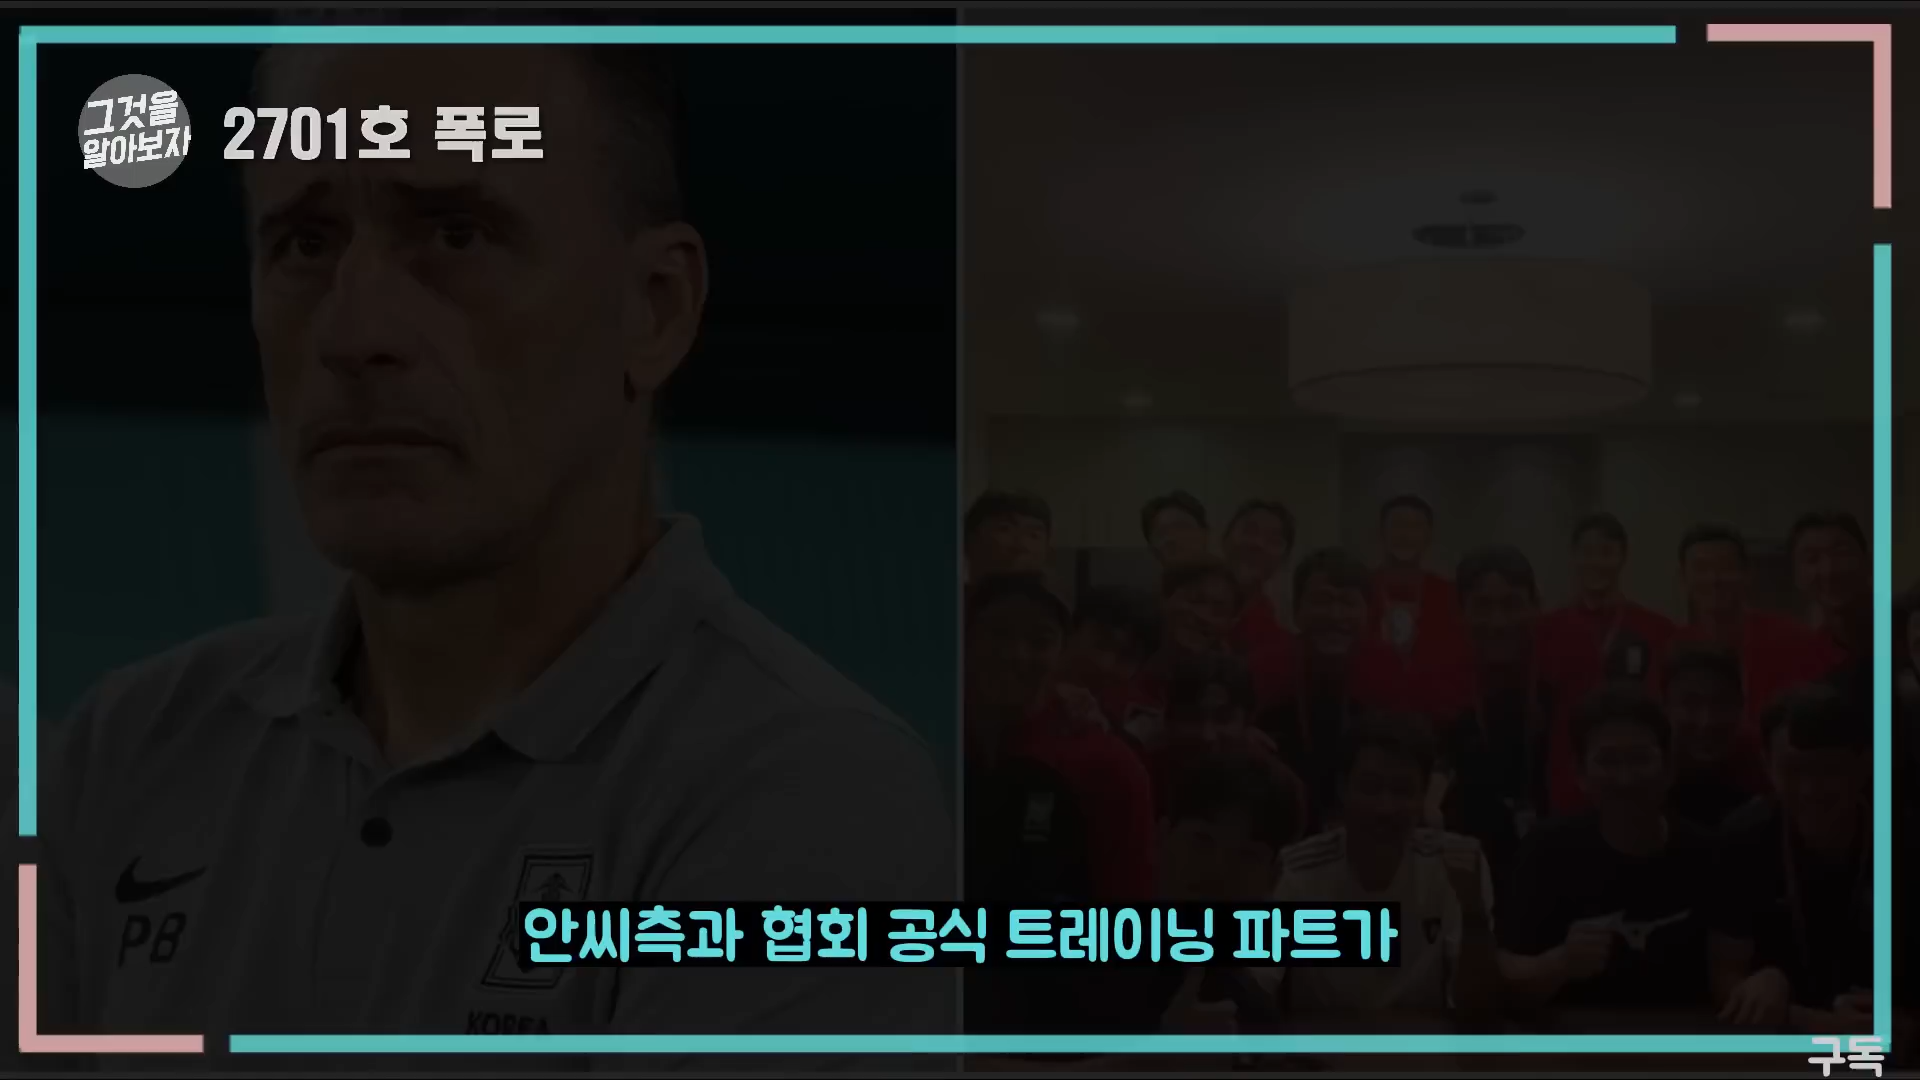 그것을
알아보자
2701호 폭로
PB
KOREA
안씨측과 협회 공식 트레이닝 파트가
구독